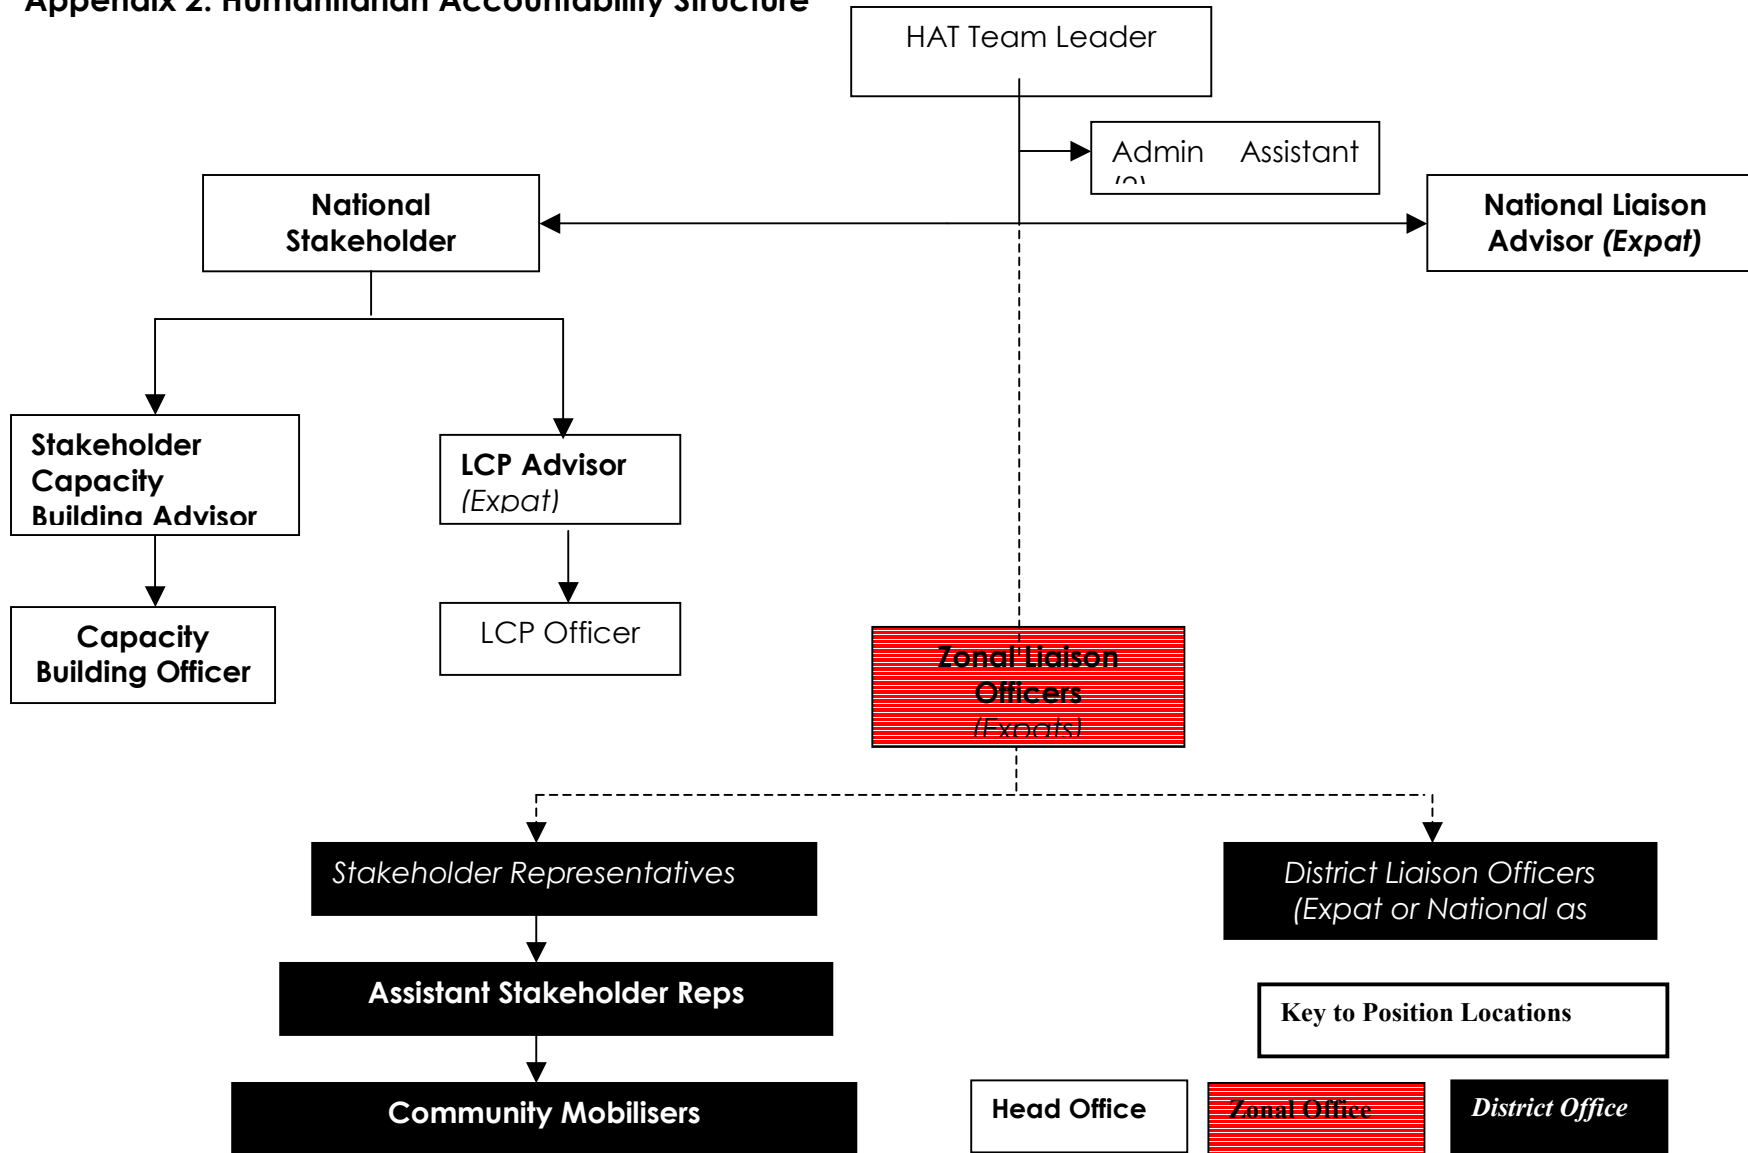 Appendix 2: Humanitarian Accountability Structure
HAT Team Leader
Admin Assistant
National
Stakeholder
National Liaison
Advisor (Expat)
Stakeholder
Capacity
Building Advisor
LCP Advisor
(Expat)
Capacity
Building Officer
LCP Officer
Zonal Liaison
Officers
(Expats)
Stakeholder Representatives
District Liaison Officers
(Expat or National as
Assistant Stakeholder Reps
Key to Position Locations
Community Mobilisers
Head Office
Zonal Office
District Office